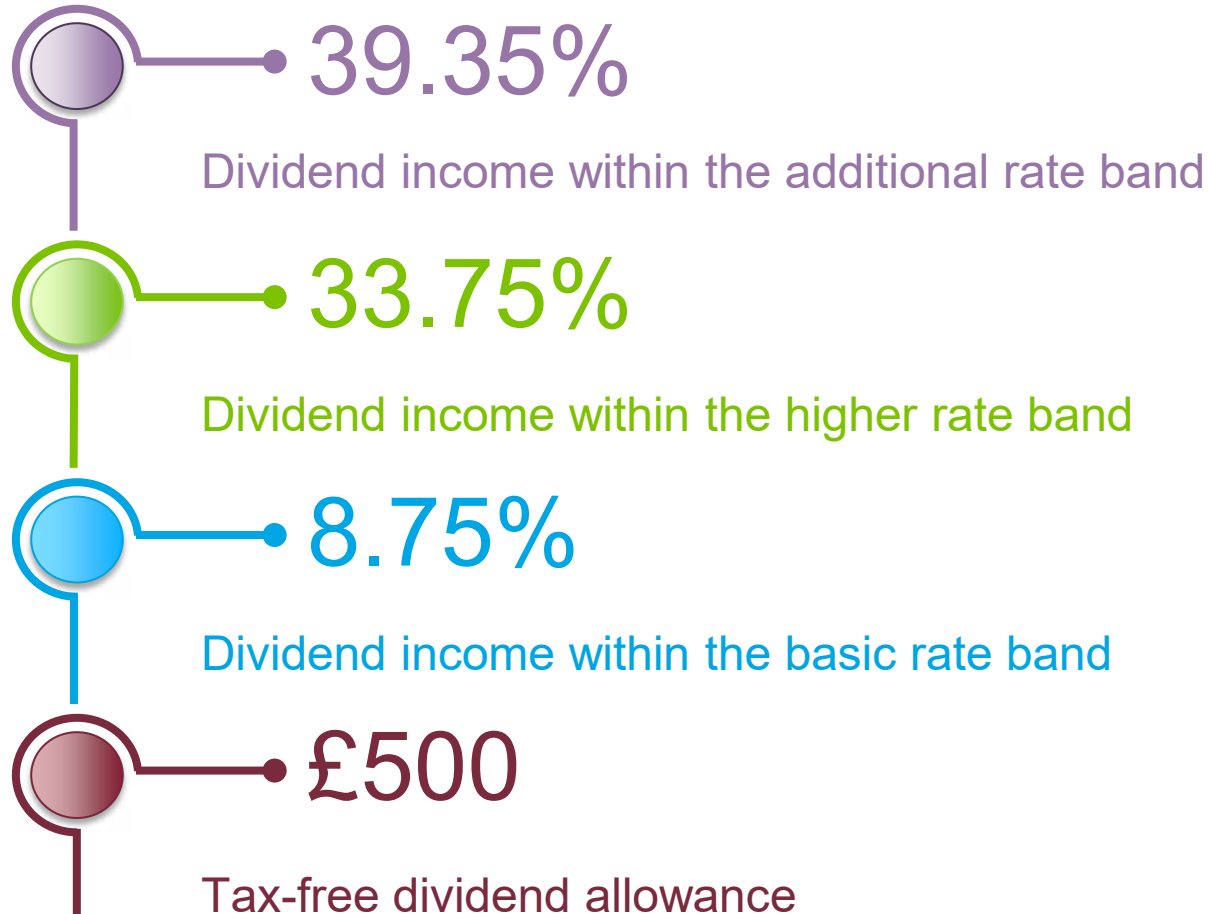 39.35%
Dividend income within the additional rate band
33.75%
Dividend income within the higher rate band
8.75%
Dividend income within the basic rate band
£500
Tax-free dividend allowance